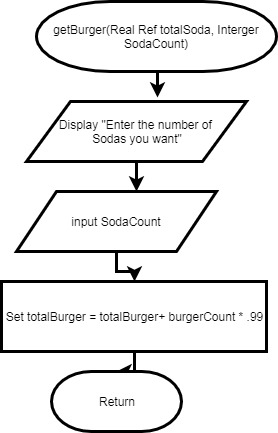 getBurger(Real Ref totalSoda, Interger
SodaCount)
Display "Enter the number of
Sodas you want"
input SodaCount
Set totalBurger = totalBurger+ burgerCount * .99
Return